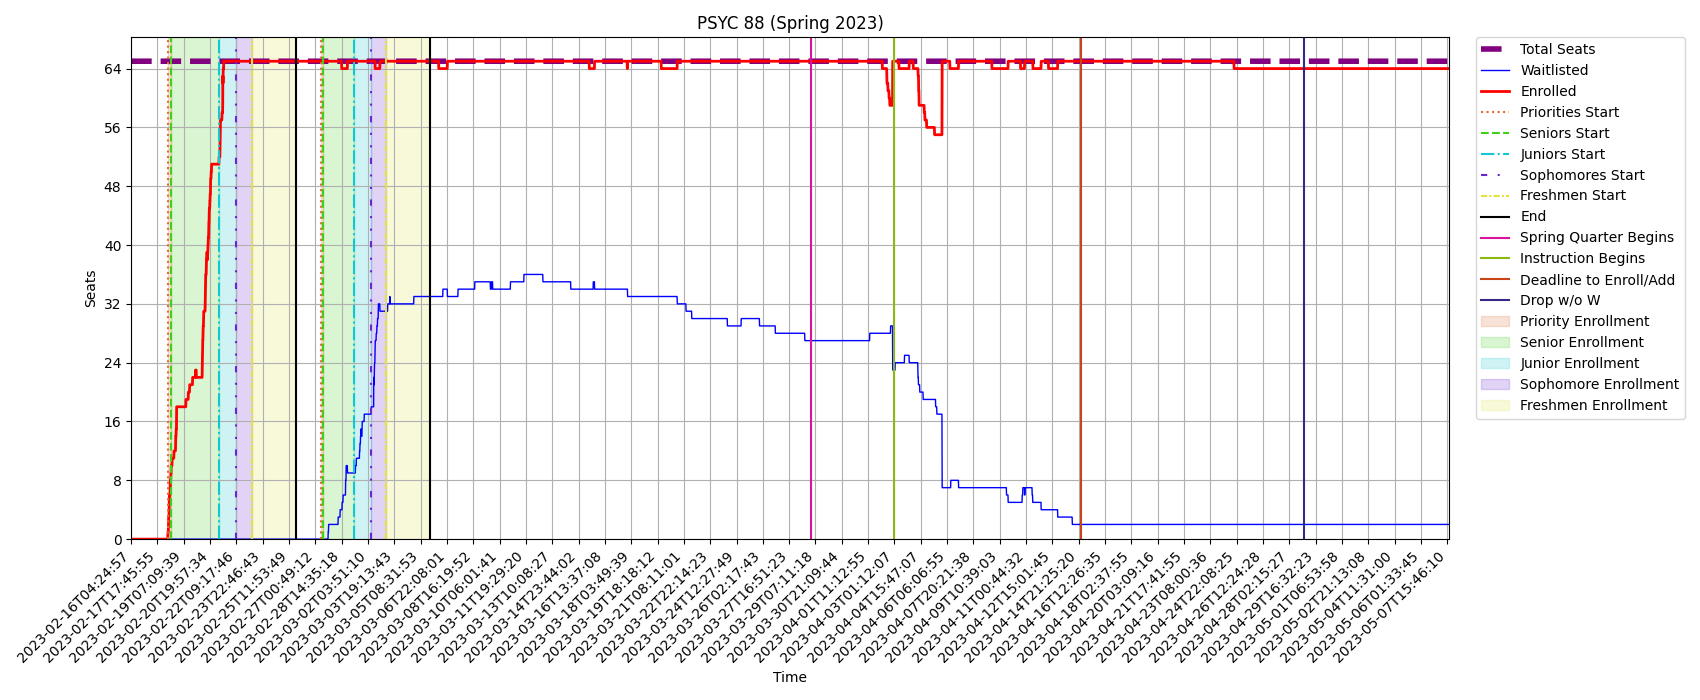 PSYC 88 (Spring 2023)
Seats
64
56
48
40
32
24
16
8
0
2023-02-16T04:24:57
2023-02-17T17:45:55
2023-02-19T07:09:39
2023-02-20T19:57:34
2023-02-22T09:17:46
2023-02-23T22:46:43
2023-02-25T11:53:49
2023-02-27T00:49:12
2023-02-28T14:35:18
2023-03-02T03:51:10
2023-03-03T19:13:43
2023-03-05T08:31:53
2023-03-06T22:08:01
2023-03-08T16:19:52
2023-03-10T06:01:41
2023-03-11T19:29:20
2023-03-13T10:08:27
2023-03-14T23:44:02
2023-03-16T13:37:08
2023-03-18T03:49:39
2023-03-19T18:18:12
2023-03-21T08:11:01
2023-03-22T22:14:23
2023-03-24T12:27:49
2023-03-26T02:17:43
2023-03-27T16:51:23
2023-03-29T07:11:18
2023-03-30T21:09:44
2023-04-01T11:12:55
2023-04-03T01:12:07
2023-04-04T15:47:07
2023-04-06T06:06:55
2023-04-07T20:21:38
2023-04-09T10:39:03
2023-04-11T00:44:32
2023-04-12T15:01:45
2023-04-14T21:25:20
2023-04-16T12:26:35
2023-04-18T02:37:55
2023-04-20T03:09:16
2023-04-21T17:41:55
2023-04-23T08:00:36
2023-04-24T22:08:25
2023-04-26T12:24:28
2023-04-28T02:15:27
2023-04-29T16:32:23
2023-05-01T06:53:58
2023-05-02T21:13:08
2023-05-04T11:31:00
2023-05-06T01:33:45
2023-05-07T15:46:10
Time
Total Seats
Waitlisted
Enrolled
Priorities Start
Seniors Start
Juniors Start
Sophomores Start
Freshmen Start
End
Spring Quarter Begins
Instruction Begins
Deadline to Enroll/Add
Drop w/o W
Priority Enrollment
Senior Enrollment
Junior Enrollment
Sophomore Enrollment
Freshmen Enrollment